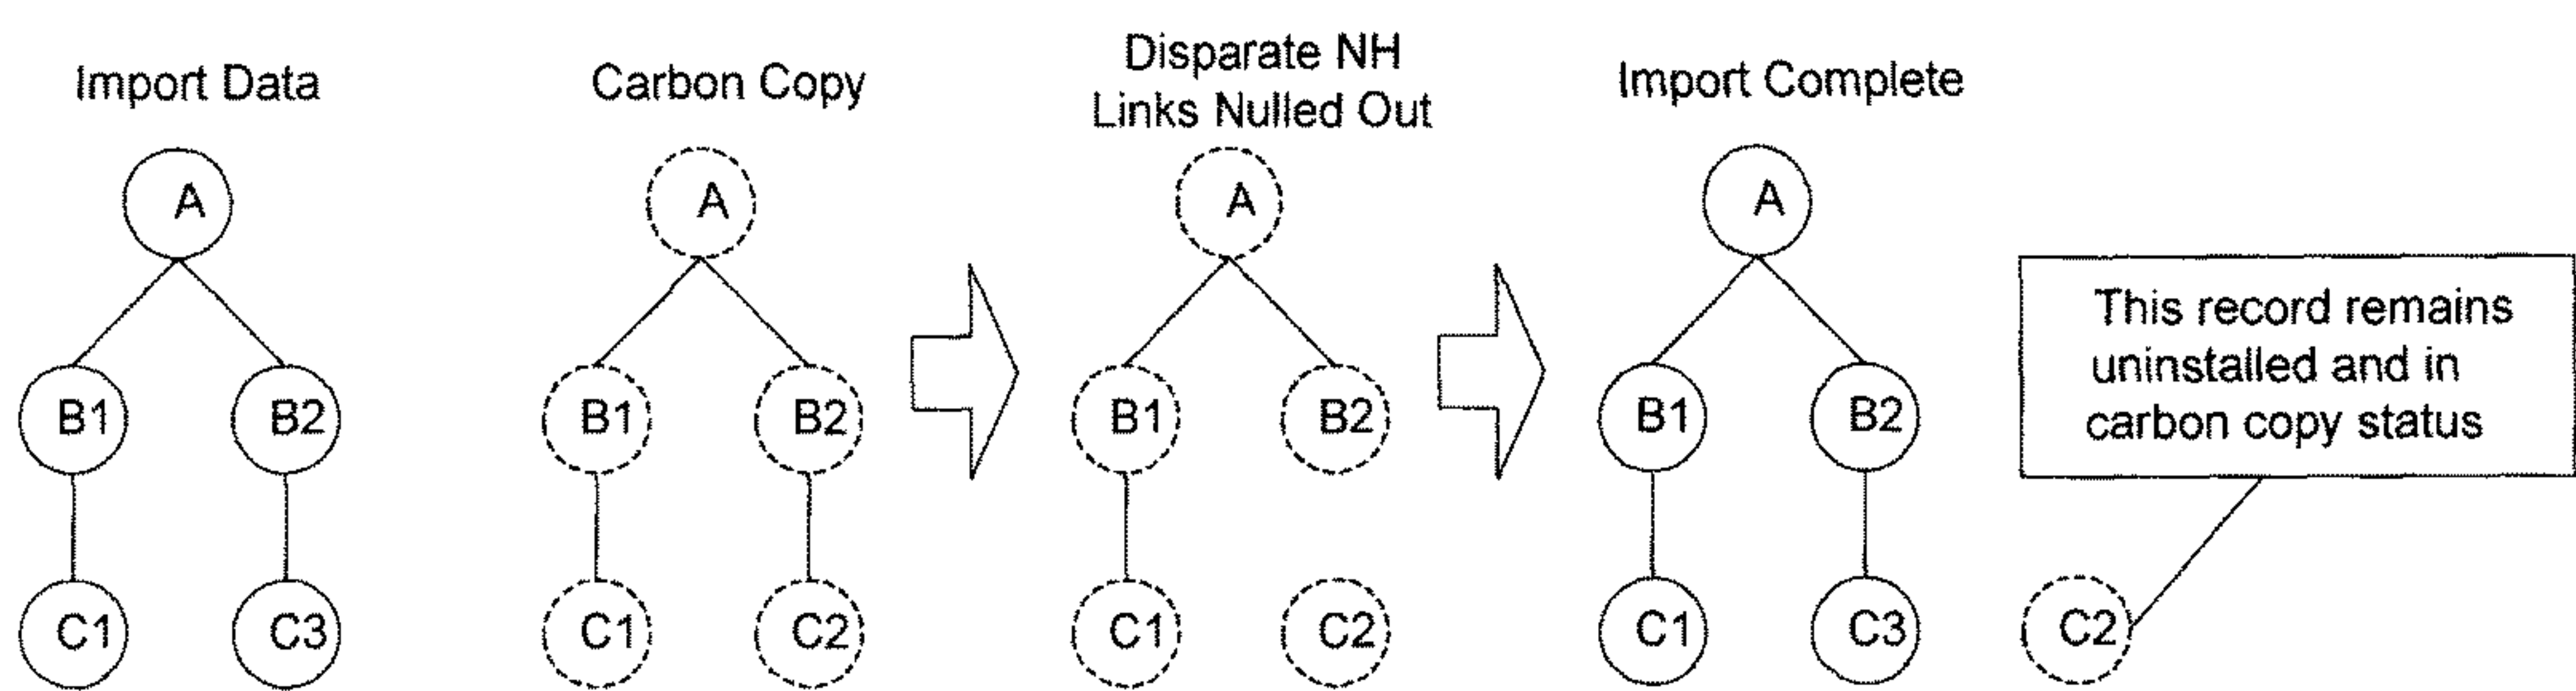 Import Data
Carbon Copy
Disparate NH
Links Nulled Out
Import Complete
A
A
A
A
This record remains
uninstalled and in
carbon copy status
B1
B2
B1
B2
B1
B2
B1
B2
C1
C3
C1
C2
C1
C2
C1
C3
C2